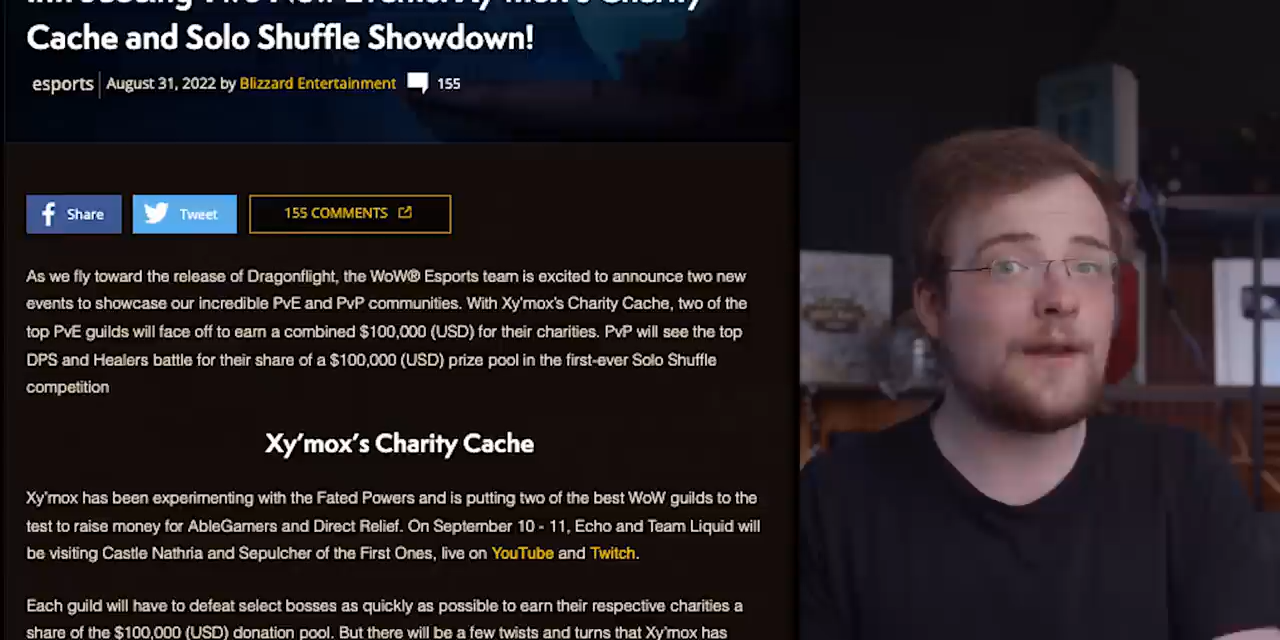 Cache and Solo Shuffle Showdown!
esports August 31, 2022 by Blizzard Entertainment 155
Share Tweet 155 COMMENTS
As we fly toward the release of Dragonflight, the WoW® Esports team is excited to announce two new
events to showcase our incredible PvE and PvP communities. With Xy'mox's Charity Cache, two of the
top PvE guilds will face off to earn a combined $100,000 (USD) for their charities. PvP will see the top
DPS and Healers battle for their share of a $100,000 (USD) prize pool in the first-ever Solo Shuffle
competition
Xy'mox's Charity Cache
Xy'mox has been experimenting with the Fated Powers and is putting two of the best WoW guilds to the
test to raise money for AbleGamers and Direct Relief. On September 10 - 11, Echo and Team Liquid will
be visiting Castle Nathria and Sepulcher of the First Ones, live on YouTube and Twitch.
Each guild will have to defeat select bosses as quickly as possible to earn their respective charities a
share of the $100,000 (USD) donation pool. But there will be a few twists and turns that Xy'mox has